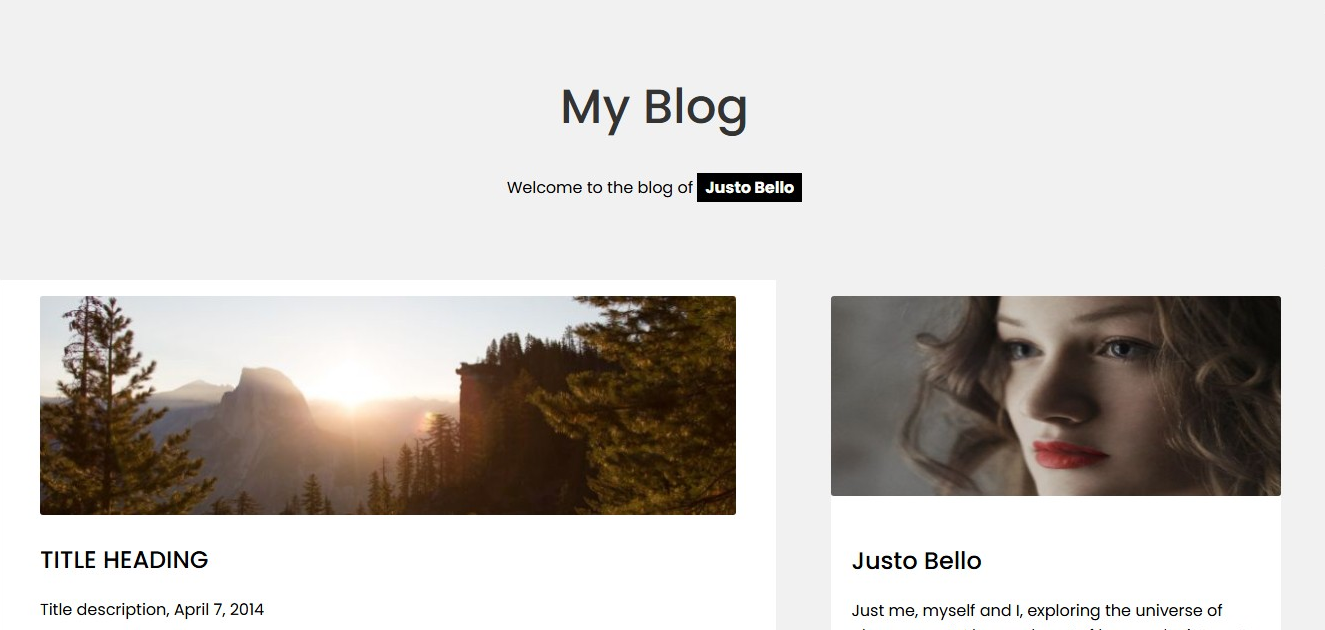 My Blog
Welcome to the blog of Justo Bello
TITLE HEADING
Title description, April 7, 2014
Justo Bello
Just me, myself and I, exploring the universe of